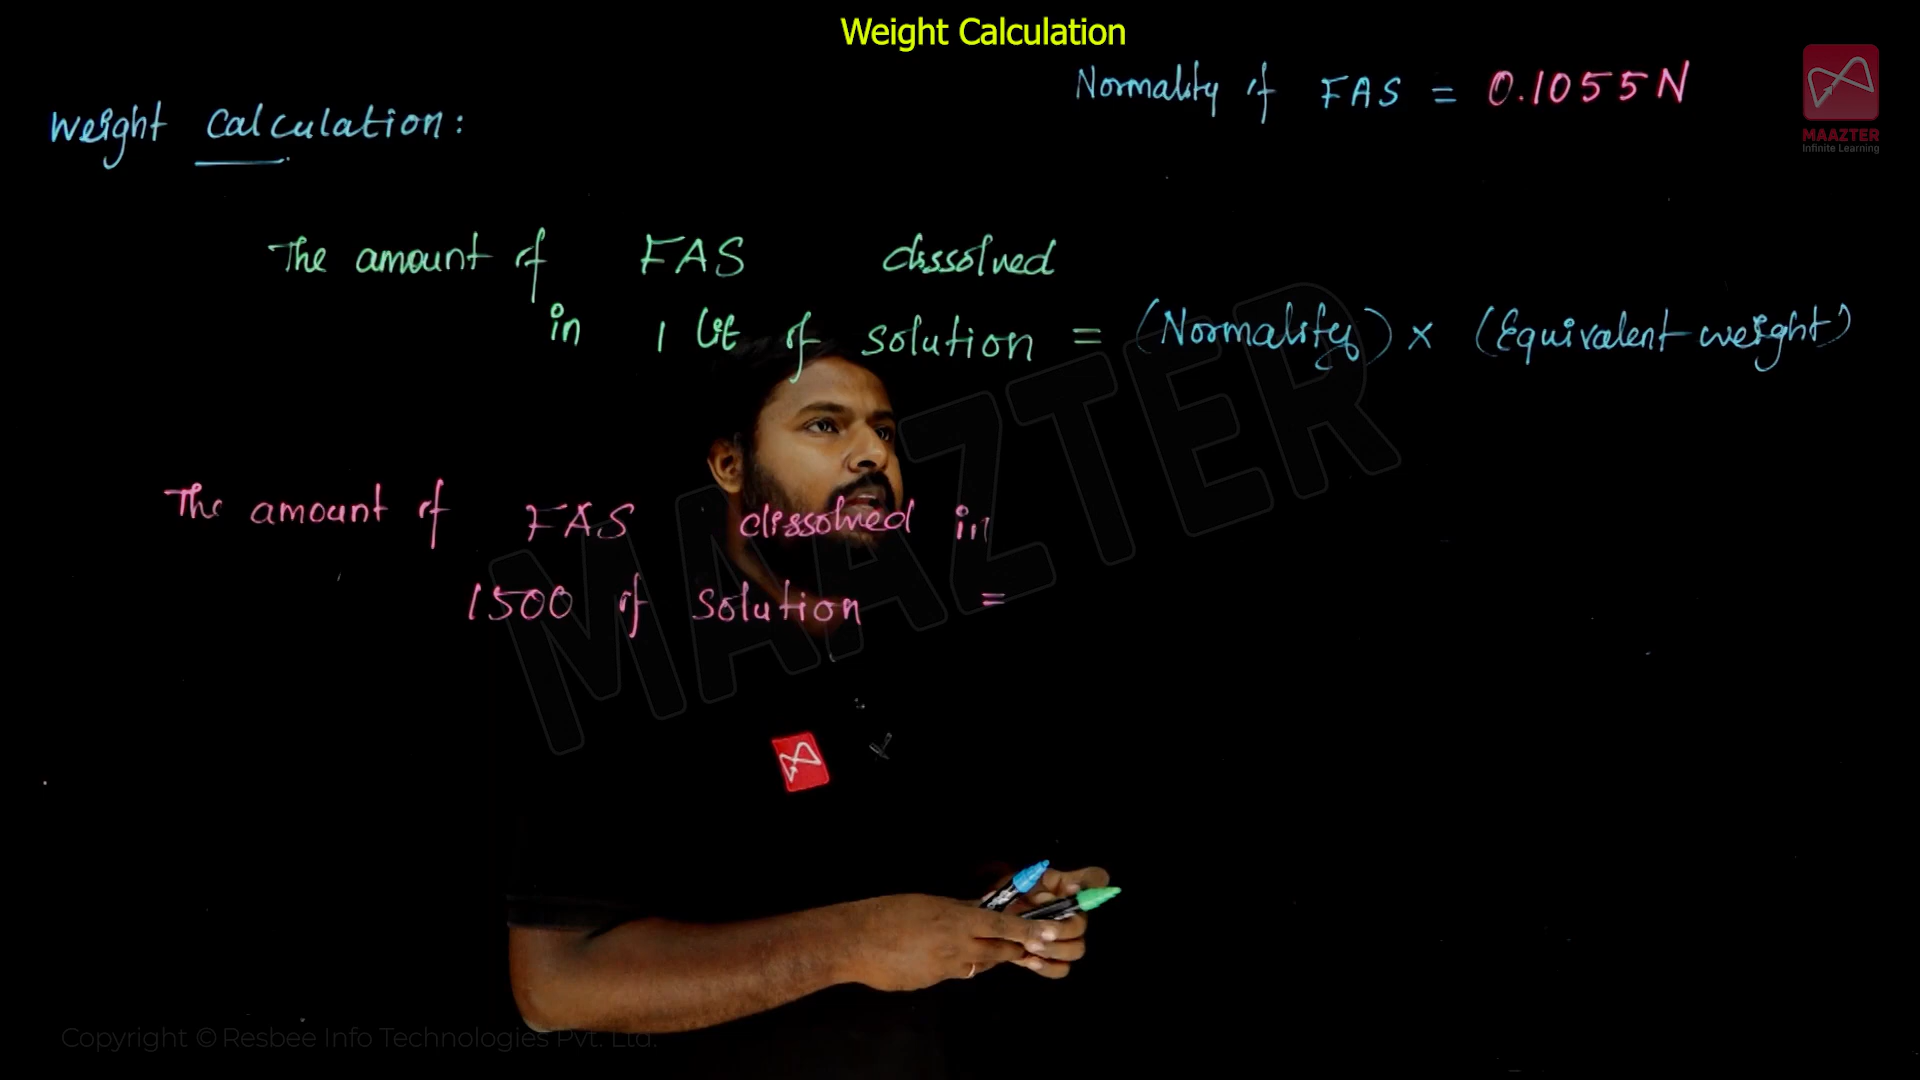 Weight Calculation
Normality of FAS = 0.1055N
Weight Calculation:
MAAZTER
Infinite Learning
The amount of FAS dissolved
in 1 lit of solution = (Normality) × (Equivalent weight)
MAAZTER
The amount of FAS dissolved in
1500 of solution =
Copyright © Resbee Info Technologies Pvt. Ltd.